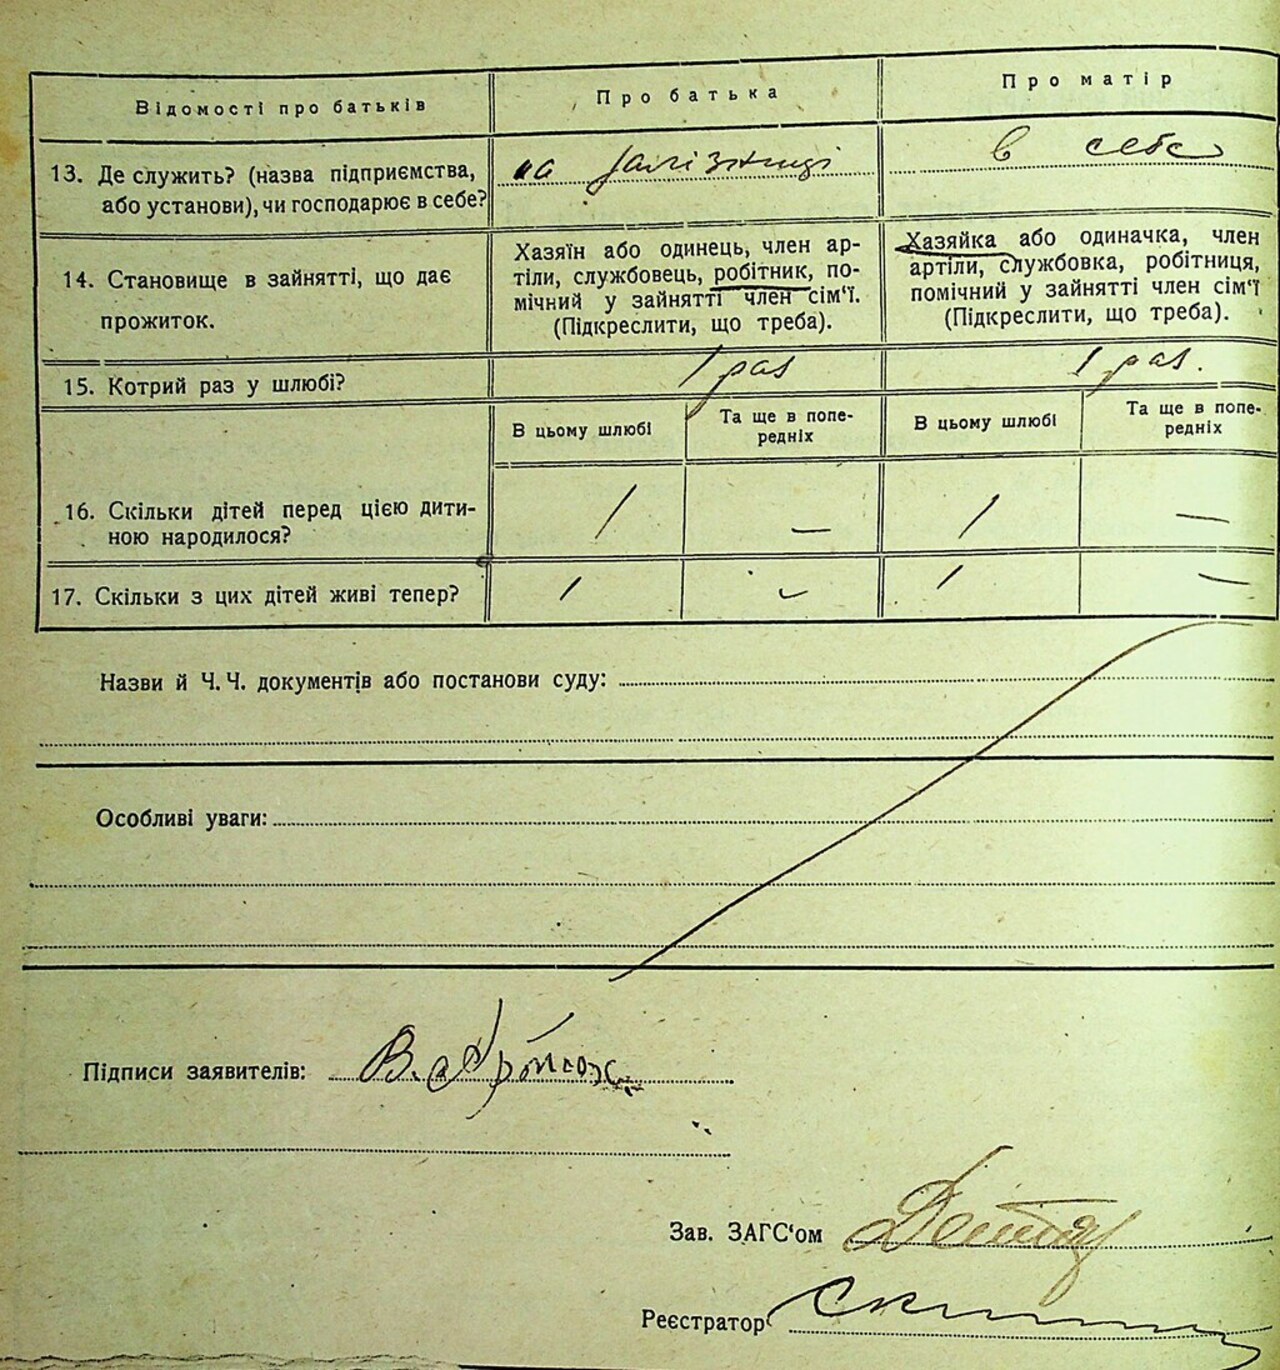 Відомості про батьків
Про батька
Про матір
13. Де служить? (назва підприємства,
або установи), чи господарює в себе?
на залізниці
в себе
14. Становище в зайнятті, що дає
прожиток.
Хазяїн або одинець, член ар-
тіли, службовець, робітник, по-
мічний у зайнятті член сім'ї.
(Підкреслити, що треба).
Хазяйка або одиначка, член
артіли, службовка, робітниця,
помічний у зайнятті член сім'ї
(Підкреслити, що треба).
15. Котрий раз у шлюбі?
1 раз
1 раз.
В цьому шлюбі
Та ще в попе-
редніх
В цьому шлюбі
Та ще в попе-
редніх
16. Скільки дітей перед цією дити-
ною народилося?
1 — 1 —
17. Скільки з цих дітей живі тепер?
1 — 1 —
Назви й Ч. Ч. документів або постанови суду:
Особливі уваги:
Підписи заявителів:
Зав. ЗАГС'ом
Реєстратор